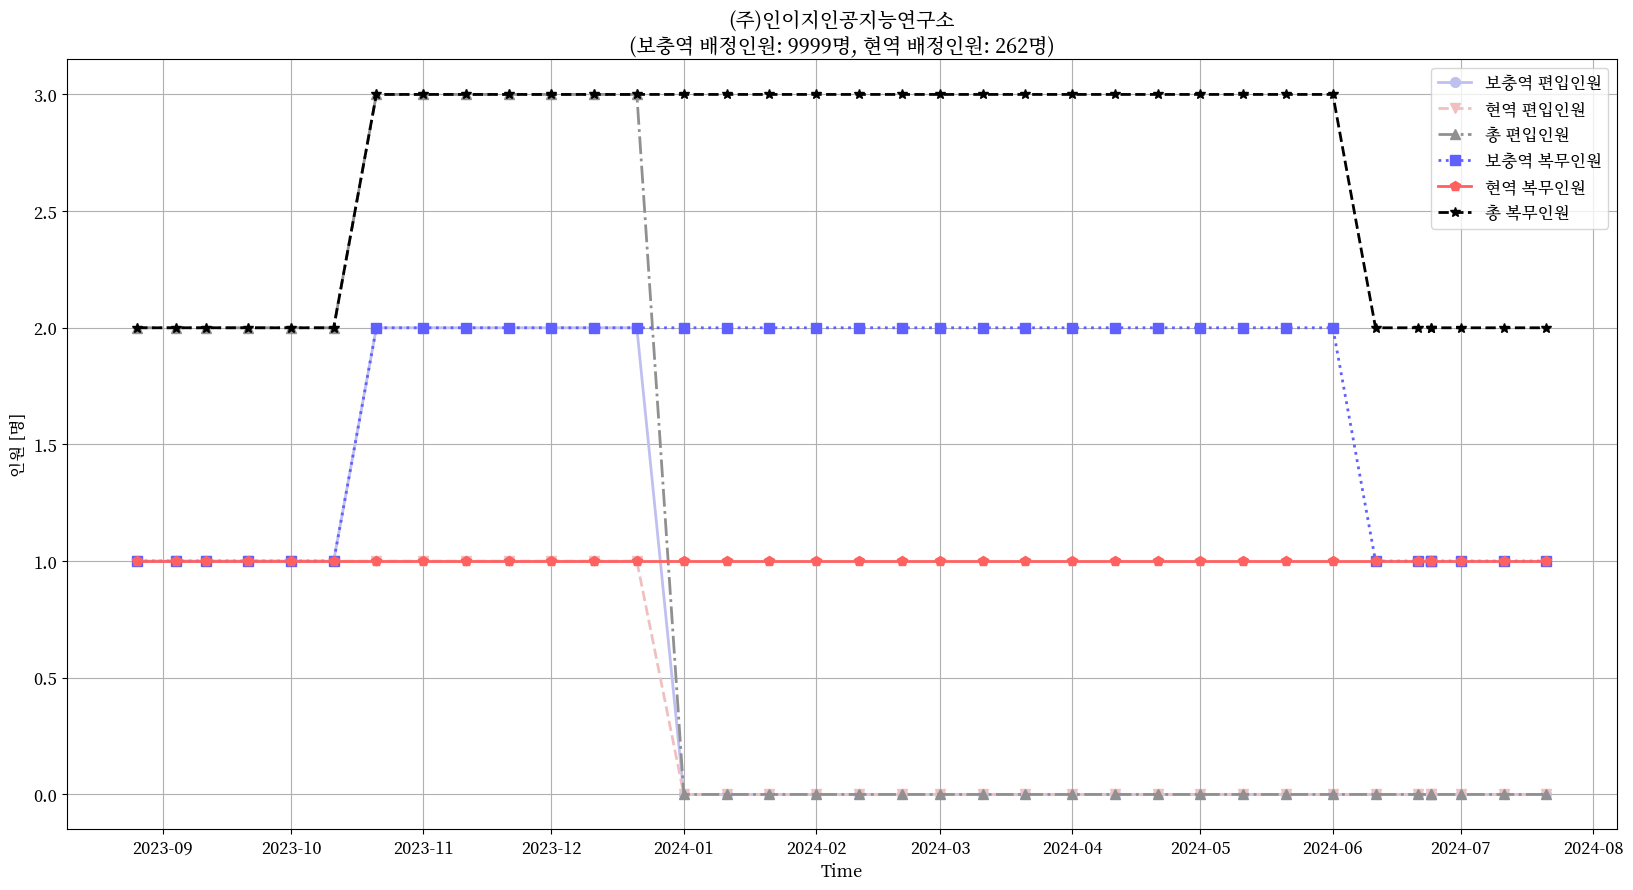 (주)인이지인공지능연구소
(보충역 배정인원: 9999명, 현역 배정인원: 262명)
보충역 편입인원
현역 편입인원
총 편입인원
보충역 복무인원
현역 복무인원
총 복무인원
3.0
2.5
2.0
1.5
1.0
0.5
0.0
인원 [명]
2023-09 2023-10 2023-11 2023-12 2024-01 2024-02 2024-03 2024-04 2024-05 2024-06 2024-07 2024-08
Time